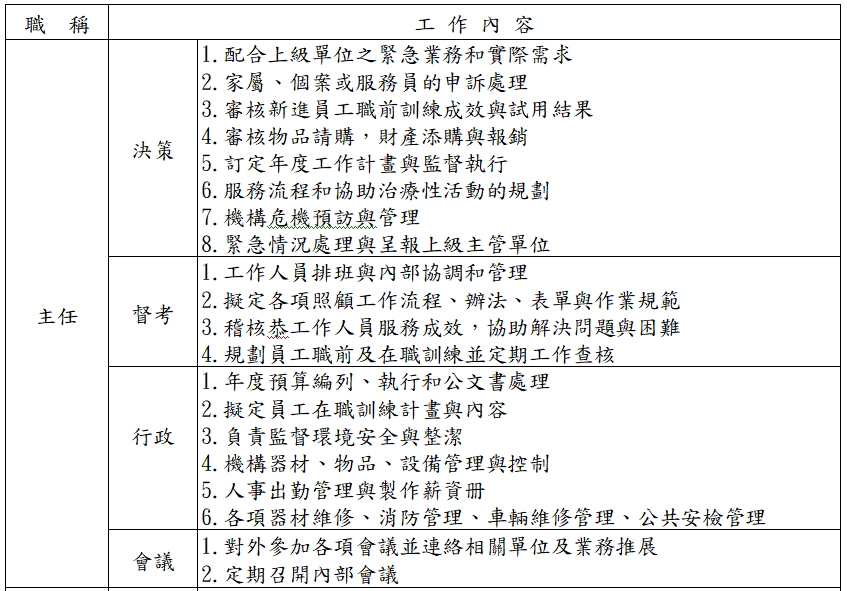 職 稱 工 作 內 容
主任
決策
1.配合上級單位之緊急業務和實際需求
2.家屬、個案或服務員的申訴處理
3.審核新進員工職前訓練成效與試用結果
4.審核物品請購，財產添購與報銷
5.訂定年度工作計畫與監督執行
6.服務流程和協助治療性活動的規劃
7.機構危機預訪與管理
8.緊急情況處理與呈報上級主管單位
督考
1.工作人員排班與內部協調和管理
2.擬定各項照顧工作流程、辦法、表單與作業規範
3.稽核恭工作人員服務成效，協助解決問題與困難
4.規劃員工職前及在職訓練並定期工作查核
行政
1.年度預算編列、執行和公文書處理
2.擬定員工在職訓練計畫與內容
3.負責監督環境安全與整潔
4.機構器材、物品、設備管理與控制
5.人事出勤管理與製作薪資册
6.各項器材維修、消防管理、車輛維修管理、公共安檢管理
會議
1.對外參加各項會議並連絡相關單位及業務推展
2.定期召開內部會議